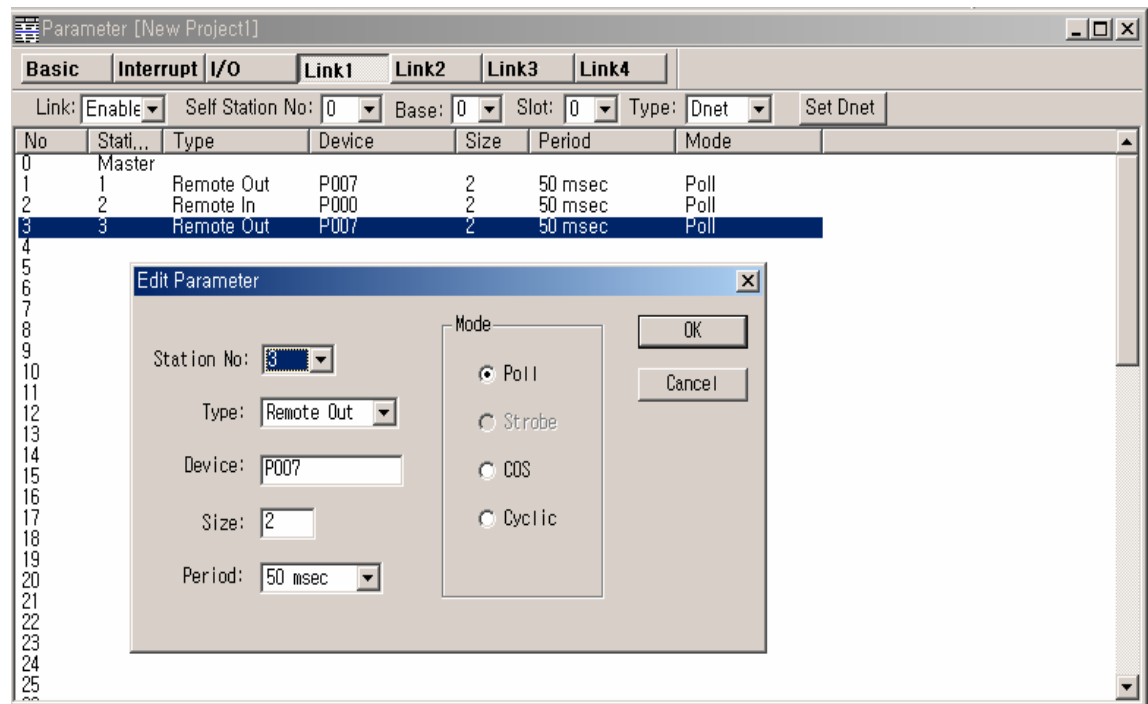 Parameter [New Project1]
Basic Interrupt I/O Link1 Link2 Link3 Link4
Link: Enable Self Station No: 0 Base: 0 Slot: 0 Type: Dnet Set Dnet
No Stati... Type Device Size Period Mode
0 Master
1 1 Remote Out P007 2 50 msec Poll
2 2 Remote In P000 2 50 msec Poll
3 3 Remote Out P007 2 50 msec Poll
4
5
6
7
8
9
10
11
12
13
14
15
16
17
18
19
20
21
22
23
24
25
Edit Parameter
Station No: 3
Type: Remote Out
Device: P007
Size: 2
Period: 50 msec
Mode
Poll
Strobe
COS
Cyclic
OK
Cancel